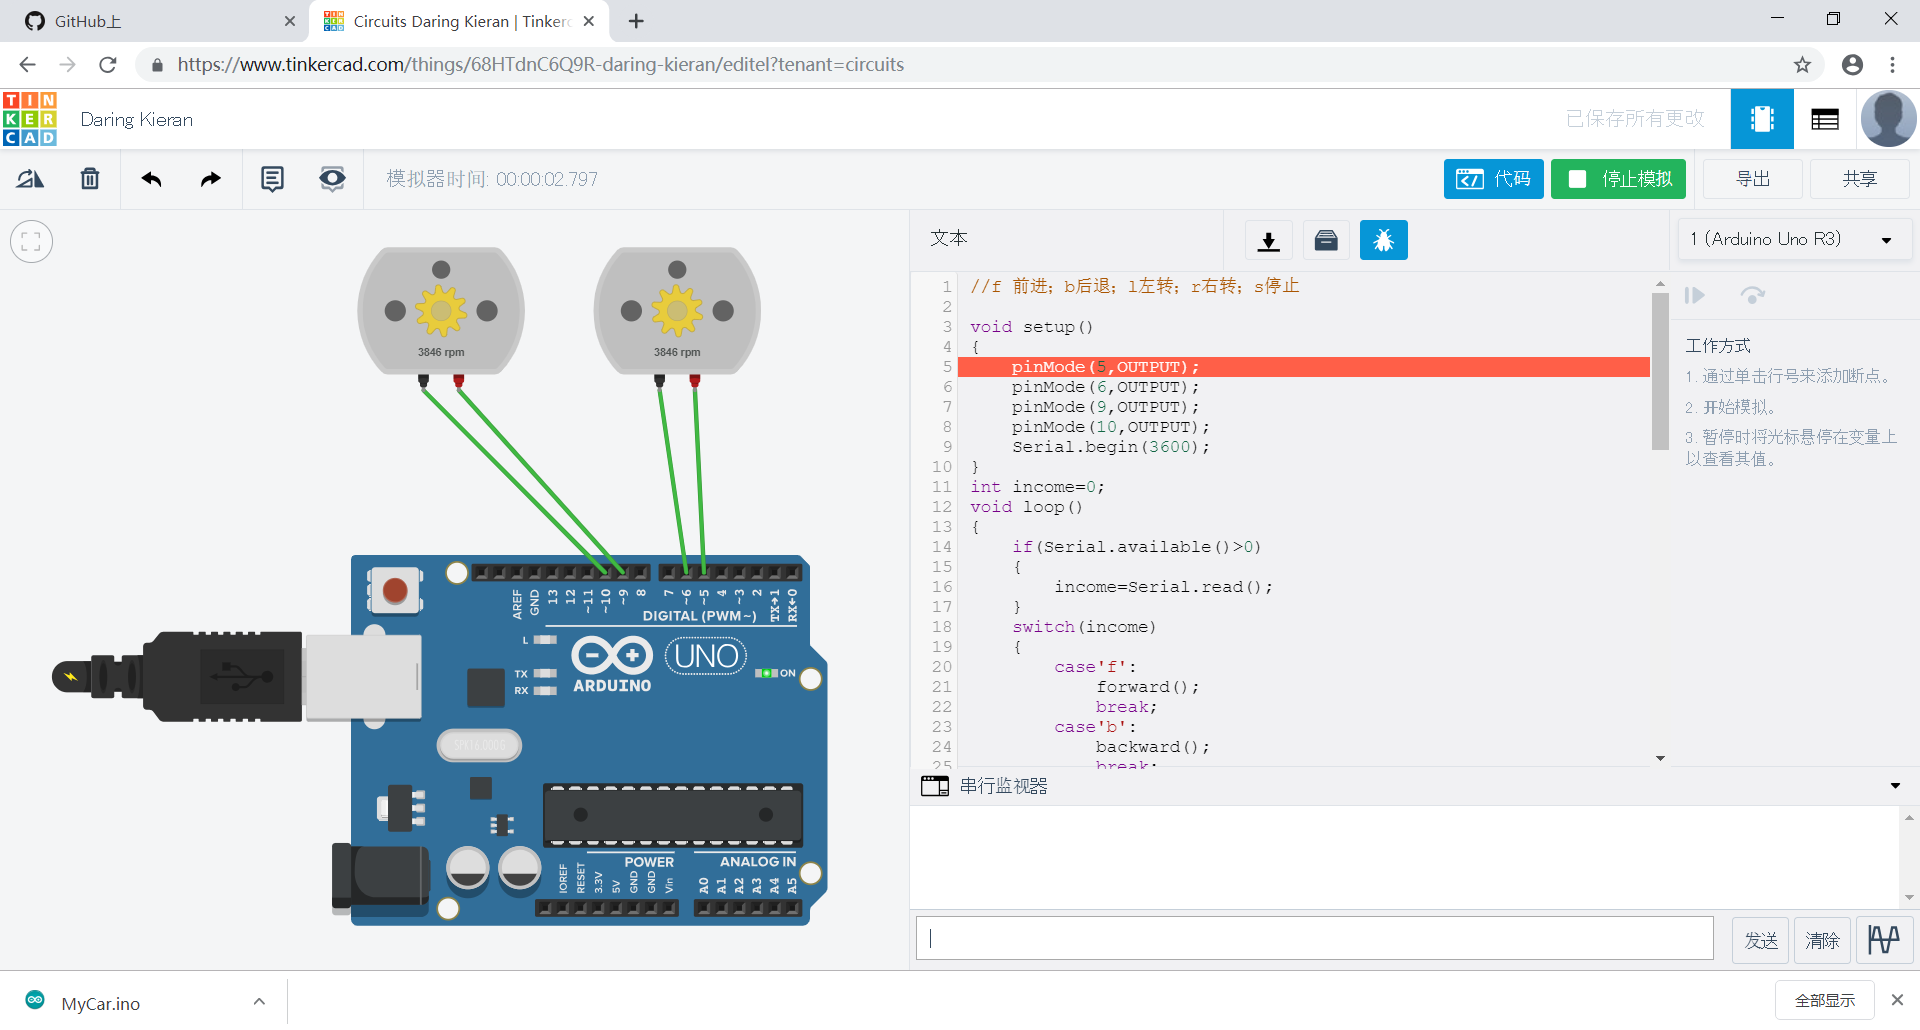 GitHub上
Circuits Daring Kieran | Tinkerc
https://www.tinkercad.com/things/68HTdnC6Q9R-daring-kieran/editel?tenant=circuits
TIN
KER
CAD
Daring Kieran
已保存所有更改
模拟器时间: 00:00:02.797
代码
停止模拟
导出
共享
文本
1 (Arduino Uno R3)
1 //f 前进; b后退; l左转; r右转; s停止
2
3 void setup()
4 {
5 pinMode(5,OUTPUT);
6 pinMode(6,OUTPUT);
7 pinMode(9,OUTPUT);
8 pinMode(10,OUTPUT);
9 Serial.begin(3600);
10 }
11 int income=0;
12 void loop()
13 {
14 if(Serial.available()>0)
15 {
16 income=Serial.read();
17 }
18 switch(income)
19 {
20 case'f':
21 forward();
22 break;
23 case'b':
24 backward();
25 break;
工作方式
1. 通过单击行号来添加断点。
2. 开始模拟。
3. 暂停时将光标悬停在变量上
以查看其值。
3846 rpm
3846 rpm
AREF
GND
13
12
~11
~10
~9
8
7
~6
~5
4
~3
2
TX→1
RX←0
DIGITAL (PWM~)
L
TX
RX
UNO
ARDUINO
ON
SPK16.000G
POWER
ANALOG IN
IOREF
RESET
3.3V
5V
GND
GND
Vin
A0
A1
A2
A3
A4
A5
串行监视器
发送
清除
MyCar.ino
全部显示